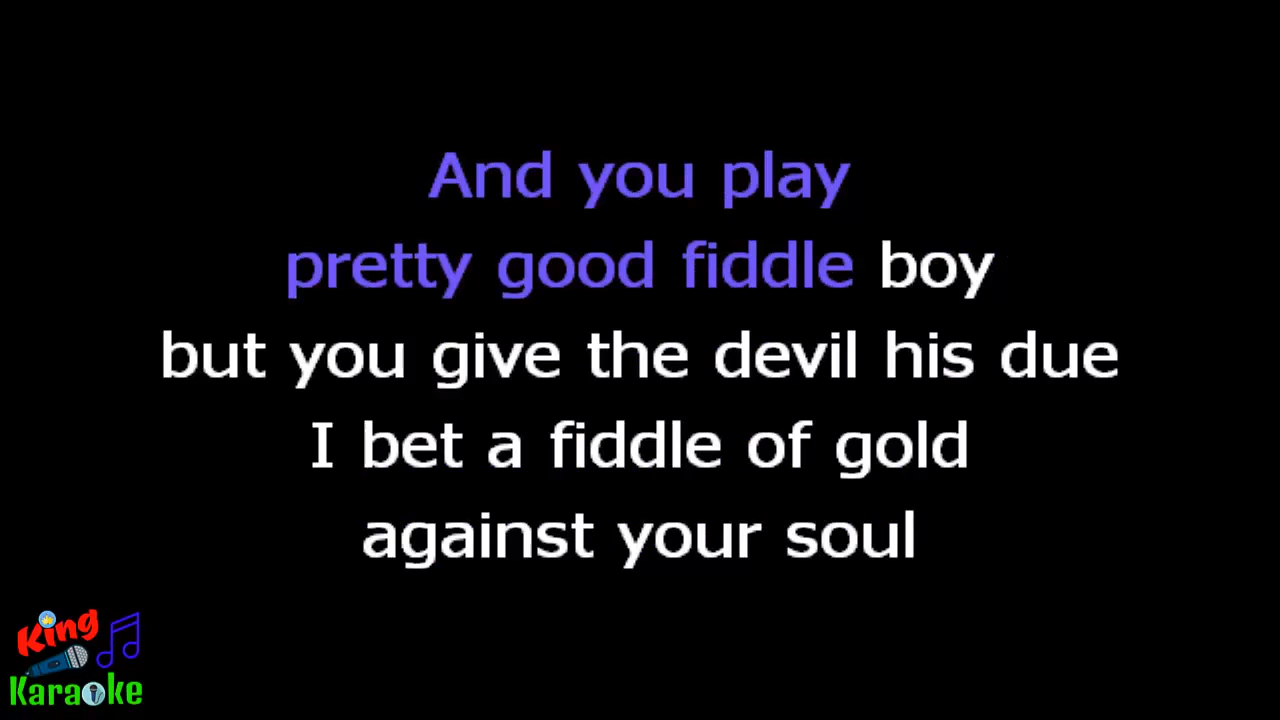 And you play
pretty good fiddle boy
but you give the devil his due
I bet a fiddle of gold
against your soul
King
Karaoke